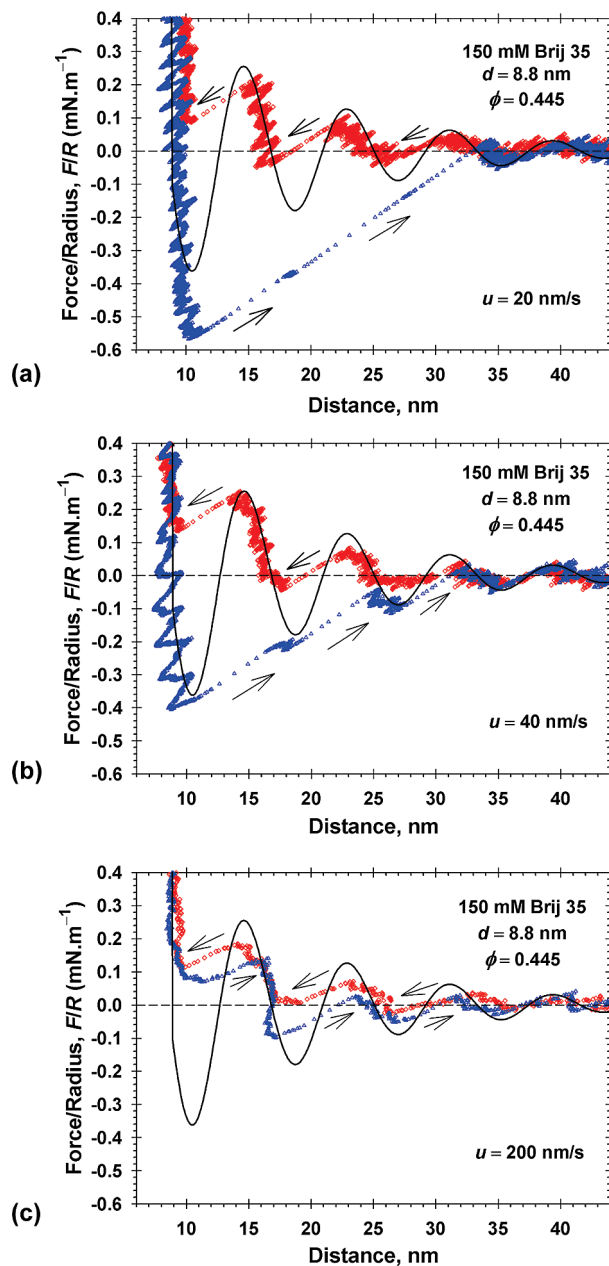 0.4
0.3
0.2
0.1
0.0
-0.1
-0.2
-0.3
-0.4
-0.5
-0.6
Force/Radius, F/R (mN.m⁻¹)
150 mM Brij 35
d = 8.8 nm
ϕ = 0.445
u = 20 nm/s
10 15 20 25 30 35 40
Distance, nm
(a)
0.4
0.3
0.2
0.1
0.0
-0.1
-0.2
-0.3
-0.4
-0.5
-0.6
Force/Radius, F/R (mN.m⁻¹)
150 mM Brij 35
d = 8.8 nm
ϕ = 0.445
u = 40 nm/s
10 15 20 25 30 35 40
Distance, nm
(b)
0.4
0.3
0.2
0.1
0.0
-0.1
-0.2
-0.3
-0.4
-0.5
-0.6
Force/Radius, F/R (mN.m⁻¹)
150 mM Brij 35
d = 8.8 nm
ϕ = 0.445
u = 200 nm/s
10 15 20 25 30 35 40
Distance, nm
(c)